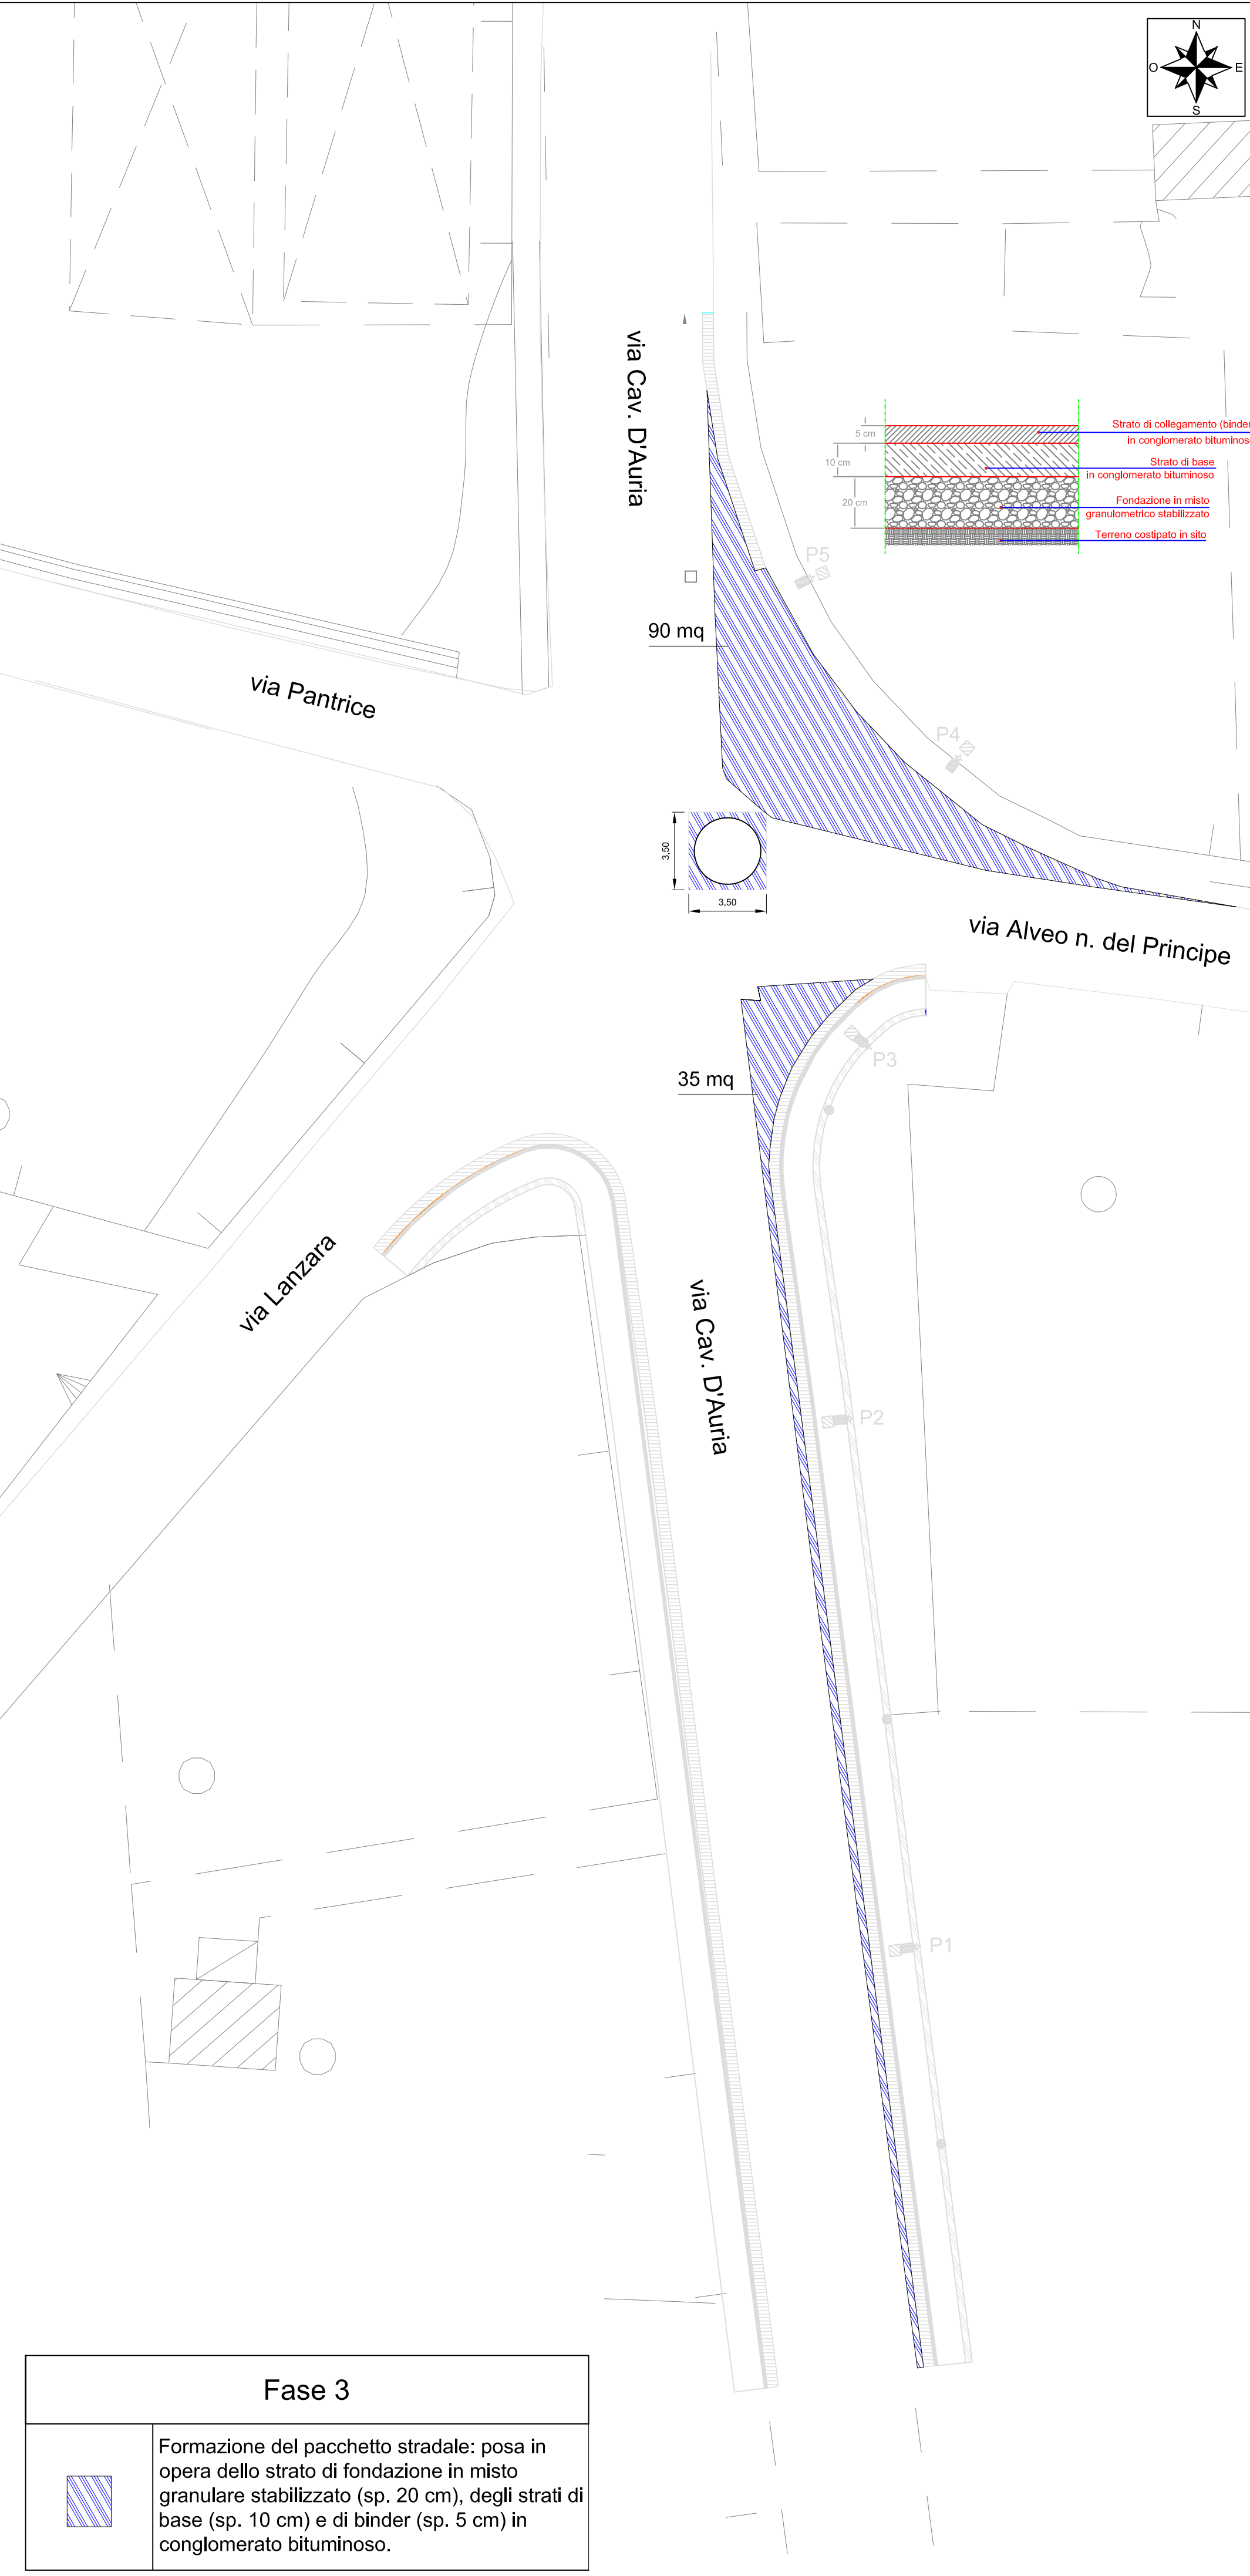 N
O
E
S
via Cav. D'Auria
5 cm
Strato di collegamento (binder
in conglomerato bituminoso
10 cm
Strato di base
in conglomerato bituminoso
20 cm
Fondazione in misto
granulometrico stabilizzato
Terreno costipato in sito
P5
90 mq
via Pantrice
P4
3,50
3,50
via Alveo n. del Principe
P3
35 mq
via Lanzara
via Cav. D'Auria
P2
P1
Fase 3
Formazione del pacchetto stradale: posa in
opera dello strato di fondazione in misto
granulare stabilizzato (sp. 20 cm), degli strati di
base (sp. 10 cm) e di binder (sp. 5 cm) in
conglomerato bituminoso.